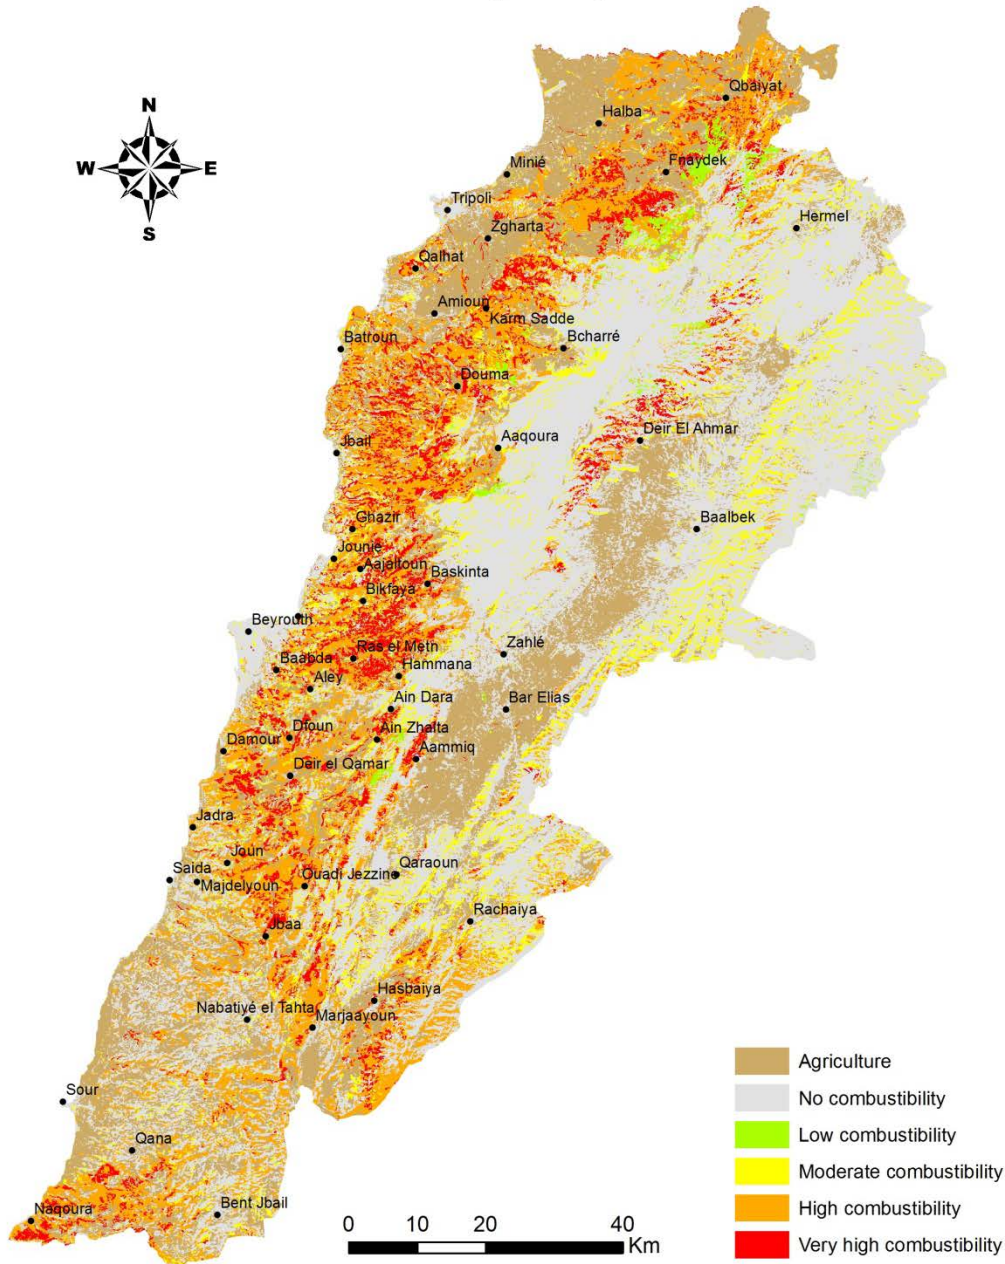 N
W
E
S
Qbaiyat
Halba
Fnaydek
Minié
Tripoli
Hermel
Zgharta
Qalhat
Amioun
Karm Sadde
Batroun
Bcharré
Douma
Deir El Ahmar
Aaqoura
Jbail
Baalbek
Ghazir
Jounié
Aajaltoun
Baskinta
Bikfaya
Beyrouth
Zahlé
Ras el Metn
Baabda
Hammana
Aley
Ain Dara
Bar Elias
Dfoun
Ain Zhalta
Damour
Aammiq
Deir el Qamar
Jadra
Joun
Saida
Majdelyoun
Ouadi Jezzine
Qaraoun
Rachaiya
Jbaa
Hasbaiya
Nabatiyé el Tahta
Marjaayoun
Sour
Qana
Naqoura
Bent Jbail
Agriculture
No combustibility
Low combustibility
Moderate combustibility
High combustibility
Very high combustibility
0 10 20 40
Km